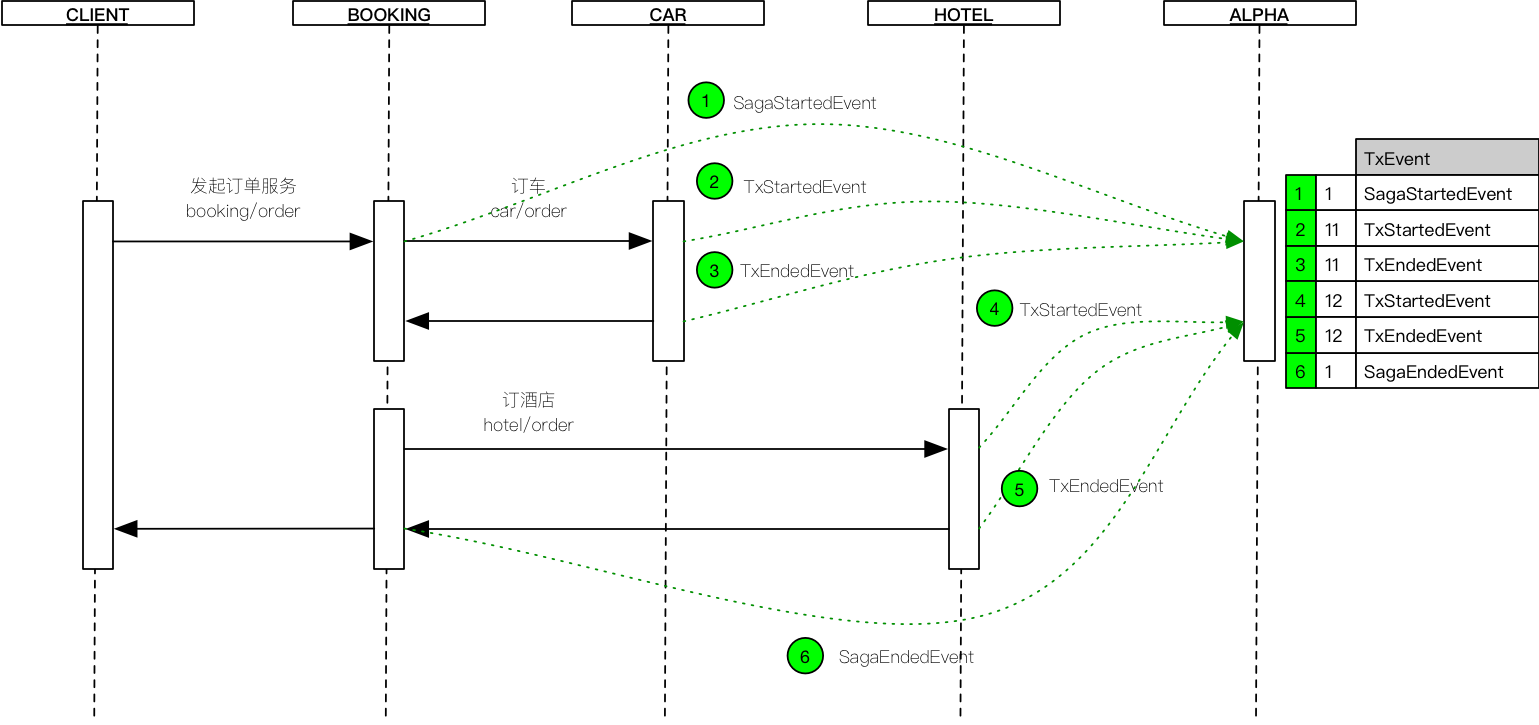 CLIENT
BOOKING
CAR
HOTEL
ALPHA
1 SagaStartedEvent
发起订单服务
booking/order
订车
car/order
2 TxStartedEvent
3 TxEndedEvent
4 TxStartedEvent
订酒店
hotel/order
5 TxEndedEvent
6 SagaEndedEvent
TxEvent
1 1 SagaStartedEvent
2 11 TxStartedEvent
3 11 TxEndedEvent
4 12 TxStartedEvent
5 12 TxEndedEvent
6 1 SagaEndedEvent